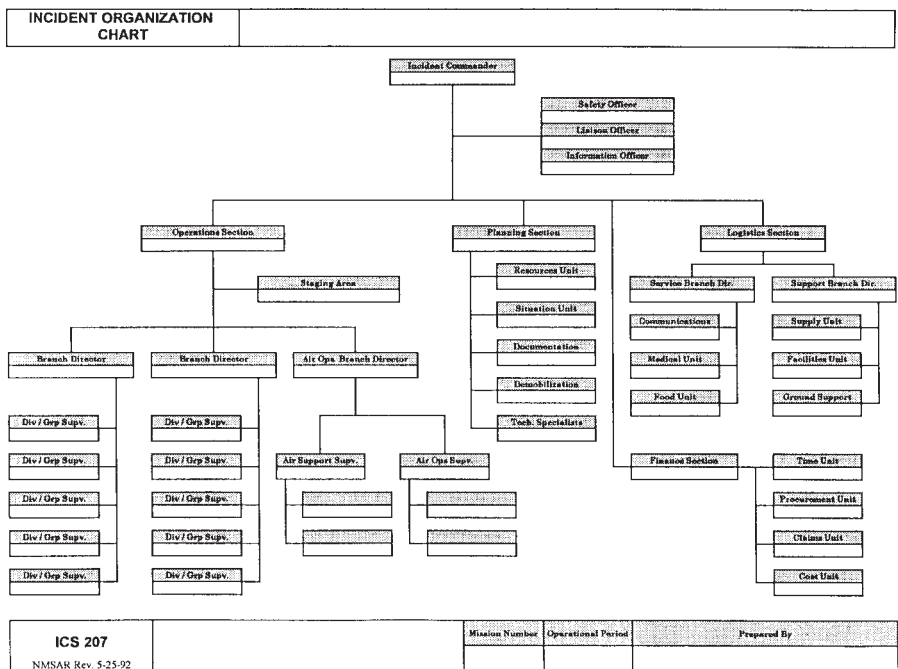 INCIDENT ORGANIZATION
CHART
Incident Commander
Safety Officer
Liaison Officer
Information Officer
Operations Section
Planning Section
Logistics Section
Staging Area
Resources Unit
Service Branch Dir.
Support Branch Dir.
Situation Unit
Communications
Supply Unit
Branch Director
Branch Director
Air Ops. Branch Director
Documentation
Medical Unit
Facilities Unit
Demobilization
Food Unit
Ground Support
Div / Grp Supv.
Div / Grp Supv.
Tech. Specialists
Div / Grp Supv.
Div / Grp Supv.
Air Support Supv.
Air Ops Supv.
Finance Section
Time Unit
Div / Grp Supv.
Div / Grp Supv.
Procurement Unit
Div / Grp Supv.
Div / Grp Supv.
Claims Unit
Div / Grp Supv.
Div / Grp Supv.
Cost Unit
ICS 207
NMSAR Rev. 5-25-92
Mission Number
Operational Period
Prepared By